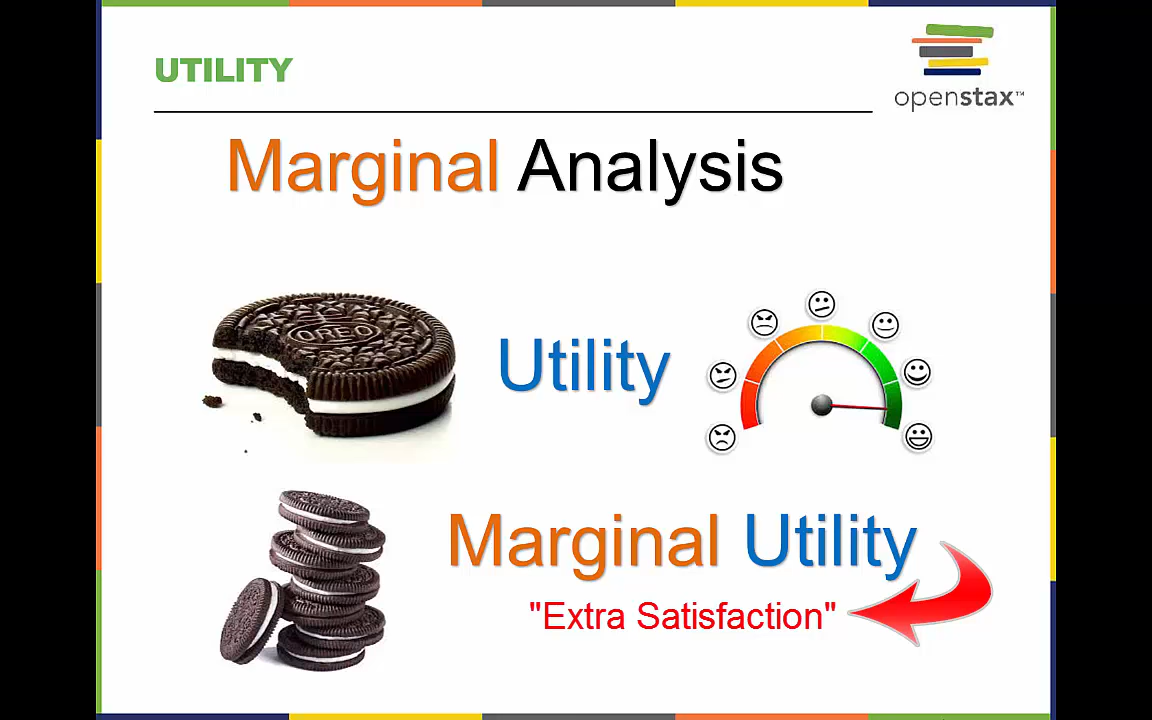 UTILITY
openstax™
Marginal Analysis
OREO
Utility
Marginal Utility
"Extra Satisfaction"